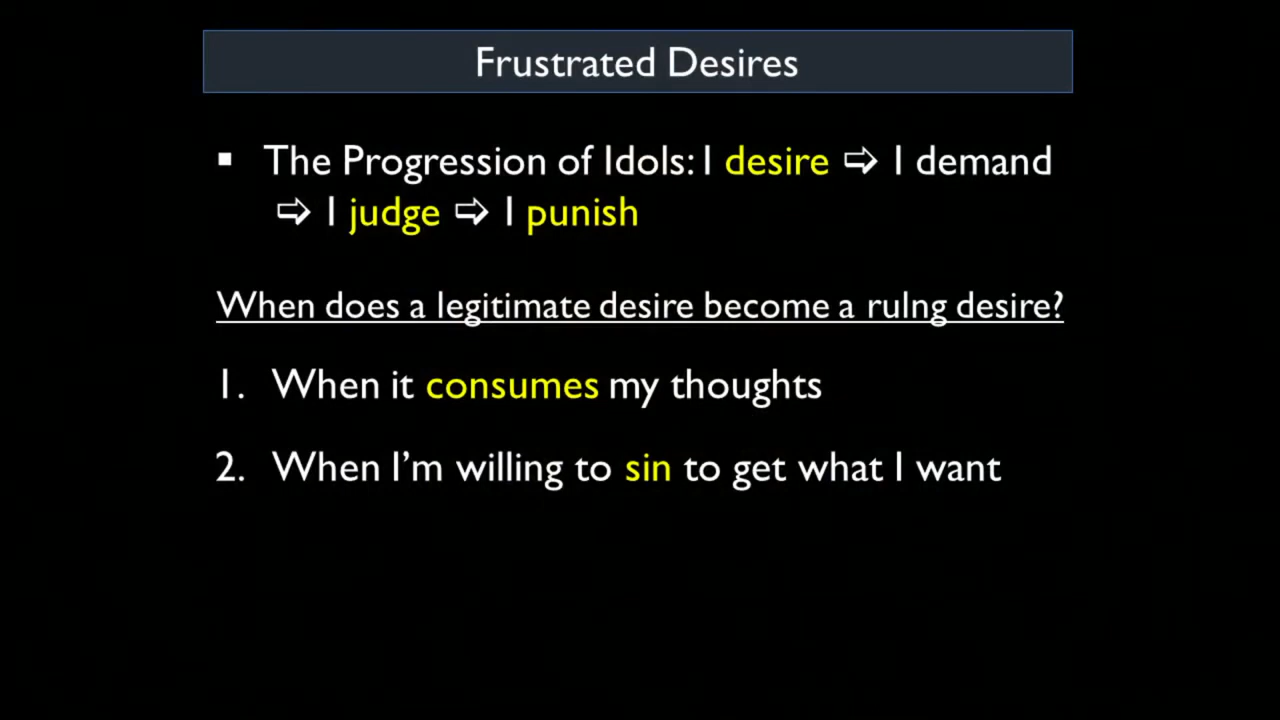 Frustrated Desires
▪ The Progression of Idols: I desire ⇨ I demand
⇨ I judge ⇨ I punish
When does a legitimate desire become a rulng desire?
1. When it consumes my thoughts
2. When I’m willing to sin to get what I want